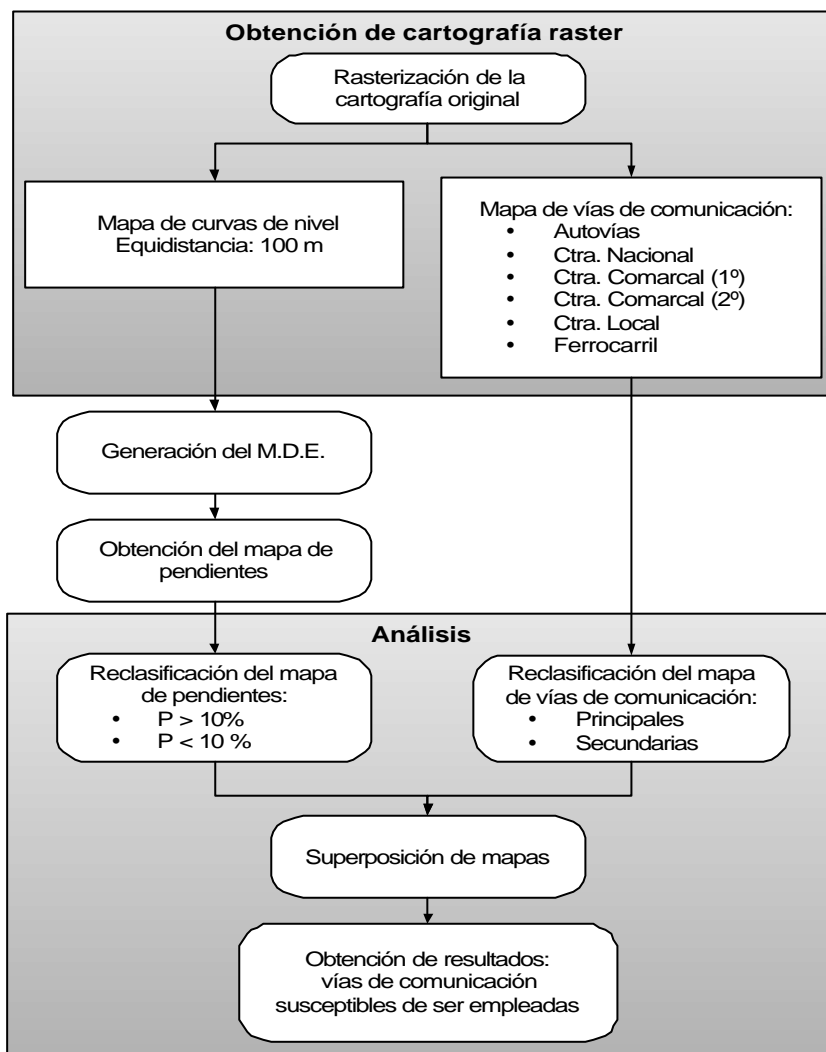 Obtención de cartografía raster
Rasterización de la
cartografía original
Mapa de curvas de nivel
Equidistancia: 100 m
Mapa de vías de comunicación:
• Autovías
• Ctra. Nacional
• Ctra. Comarcal (1º)
• Ctra. Comarcal (2º)
• Ctra. Local
• Ferrocarril
Generación del M.D.E.
Obtención del mapa de
pendientes
Análisis
Reclasificación del mapa
de pendientes:
• P > 10%
• P < 10 %
Reclasificación del mapa
de vías de comunicación:
• Principales
• Secundarias
Superposición de mapas
Obtención de resultados:
vías de comunicación
susceptibles de ser empleadas